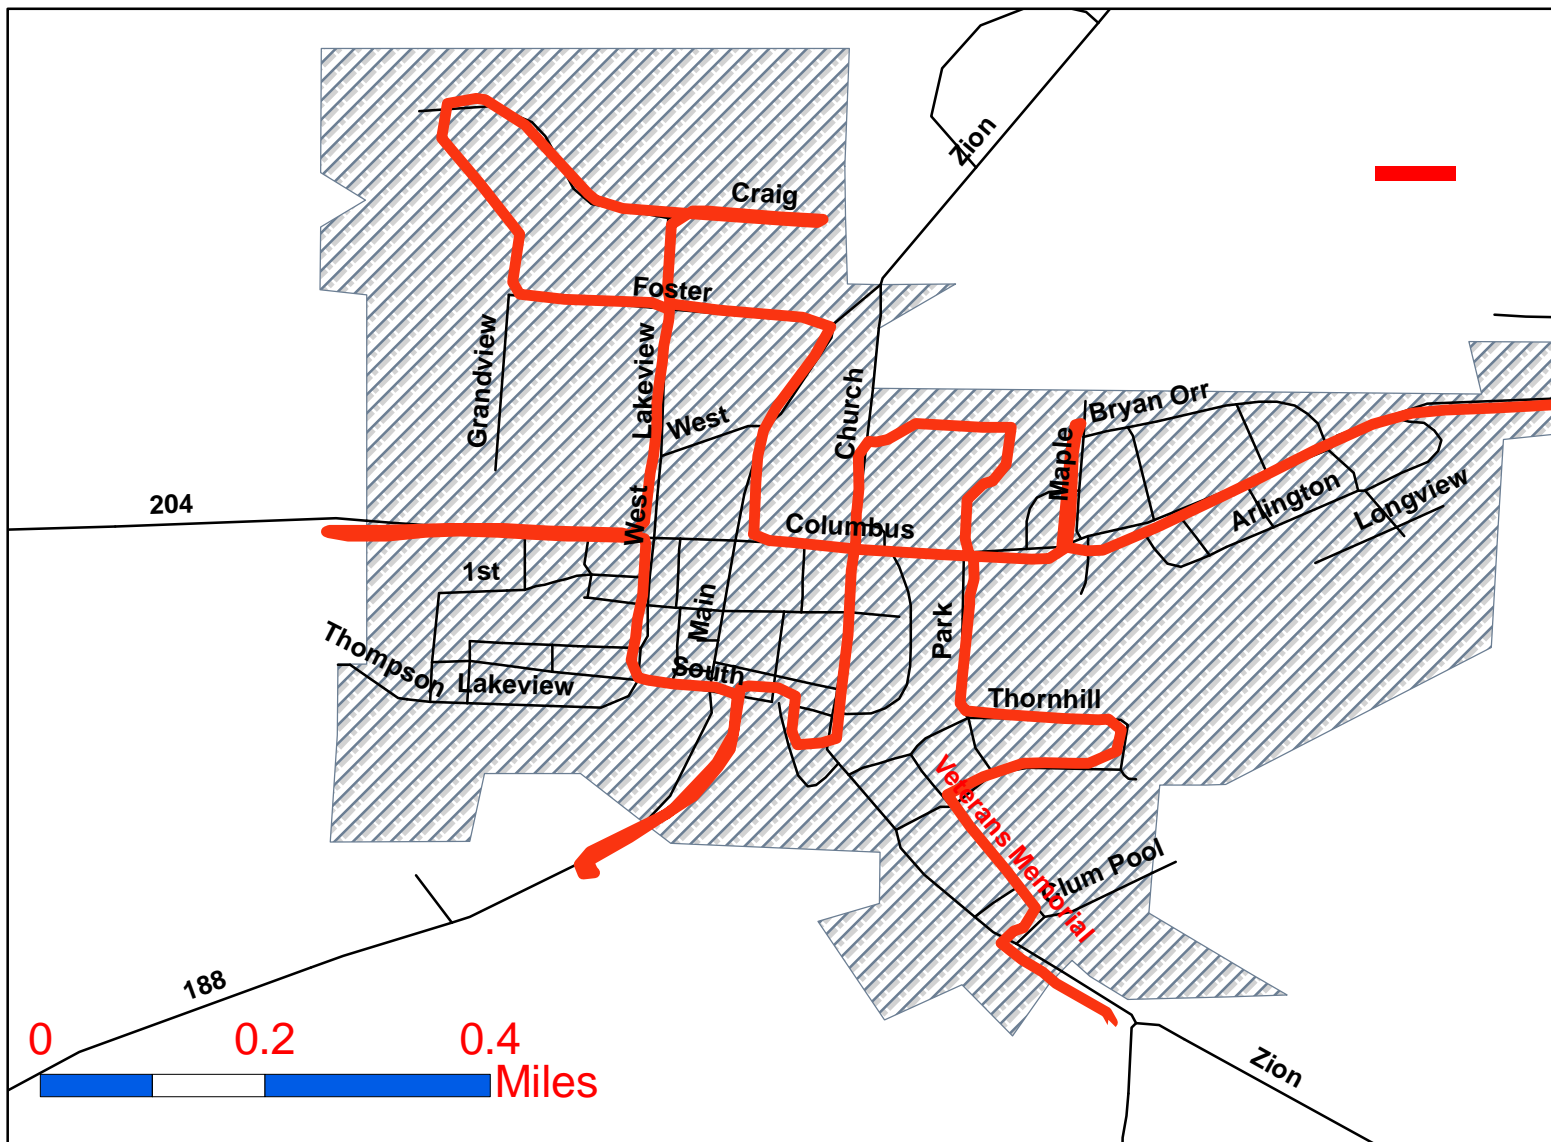 Zion
Craig
Foster
Grandview
Lakeview
West
Church
Bryan Orr
Maple
204
West
Columbus
Arlington
Longview
1st
Main
Park
Thompson
South
Lakeview
Thornhill
Veterans Memorial
Clum Pool
188
Zion
0 0.2 0.4
Miles